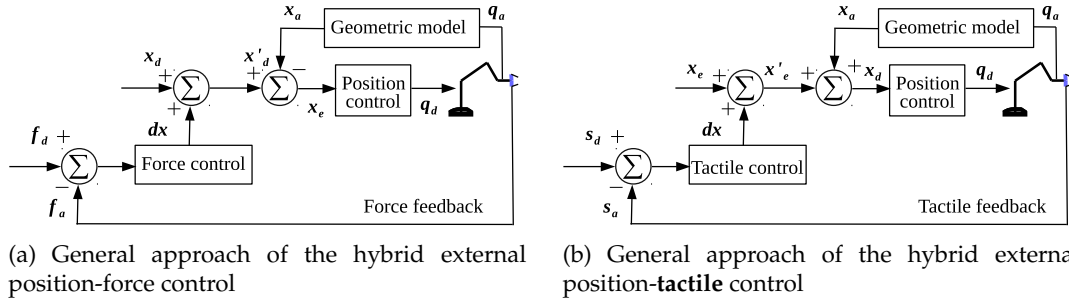 x_a
q_a
Geometric model
x_d
+
+
x'_d
+
−
Σ
Σ
x_e
Position
control
q_d
dx
f_d
+
Σ
Force control
−
f_a
Force feedback
(a) General approach of the hybrid external
position-force control
x_a
q_a
Geometric model
x_e
+
+
x'_e
+
+
Σ
Σ
x_d
Position
control
q_d
dx
s_d
+
Σ
Tactile control
−
s_a
Tactile feedback
(b) General approach of the hybrid externa
position-tactile control